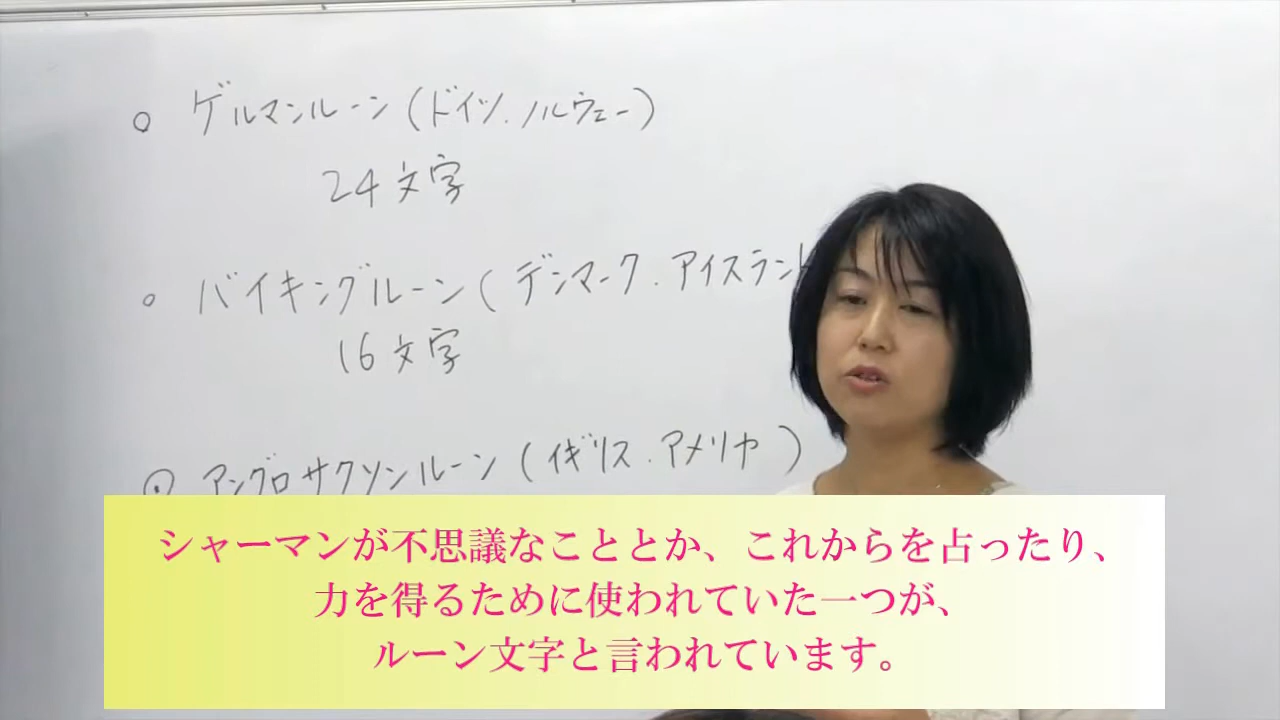 ○ ゲルマンルーン(ドイツ.ノルウェー)
24文字
○ バイキングルーン(デンマーク.アイスランド
16文字
アングロサクソンルーン(イギリス.アメリカ)
シャーマンが不思議なこととか、これからを占ったり、
力を得るために使われていた一つが、
ルーン文字と言われています。